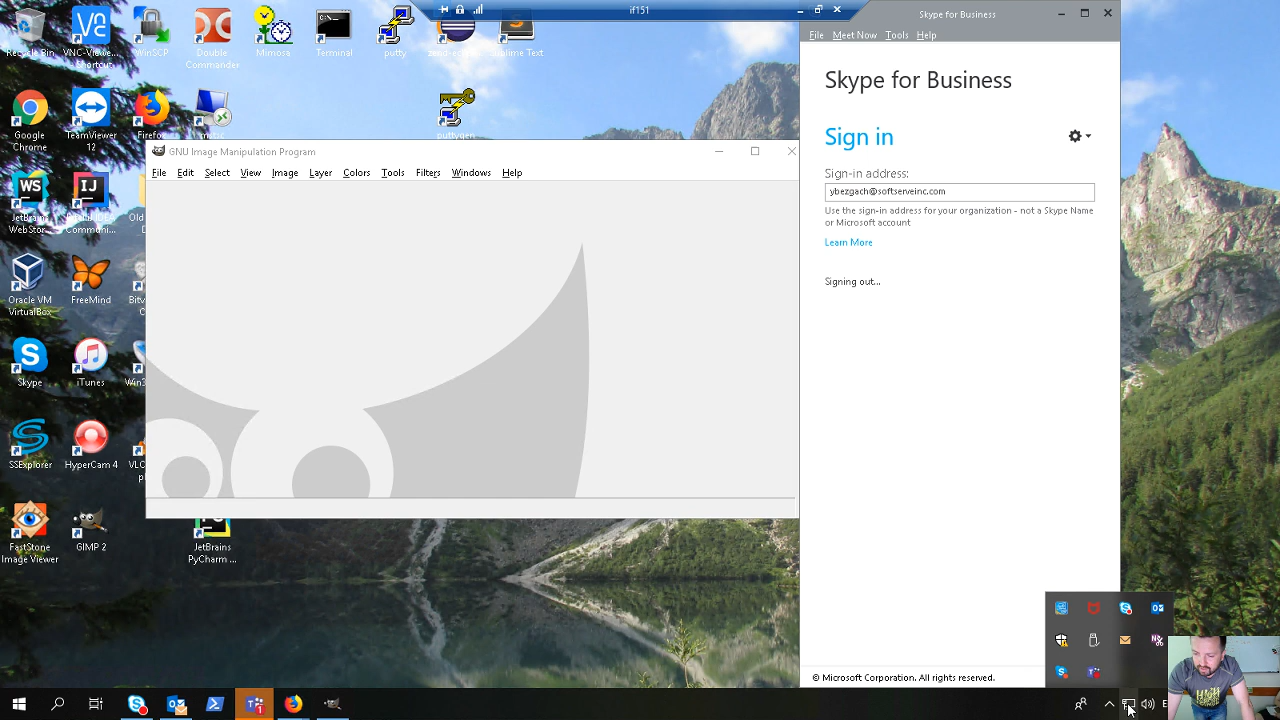 if151
Recycle Bin
VNC-Viewe...
Shortcut
WinSCP
Double
Commander
Mimosa
Terminal
putty
Sublime Text
Google
Chrome
TeamViewer
12
Firefox
puttygen
JetBrains
WebStor...
Communi...
Old
Oracle VM
VirtualBox
FreeMind
Skype
iTunes
SSExplorer
HyperCam 4
FastStone
Image Viewer
GIMP 2
JetBrains
PyCharm ...
GNU Image Manipulation Program
File Edit Select View Image Layer Colors Tools Filters Windows Help
Skype for Business
File Meet Now Tools Help
Skype for Business
Sign in
Sign-in address:
ybezgach@softserveinc.com
Use the sign-in address for your organization - not a Skype Name
or Microsoft account
Learn More
Signing out...
© Microsoft Corporation. All rights reserved.